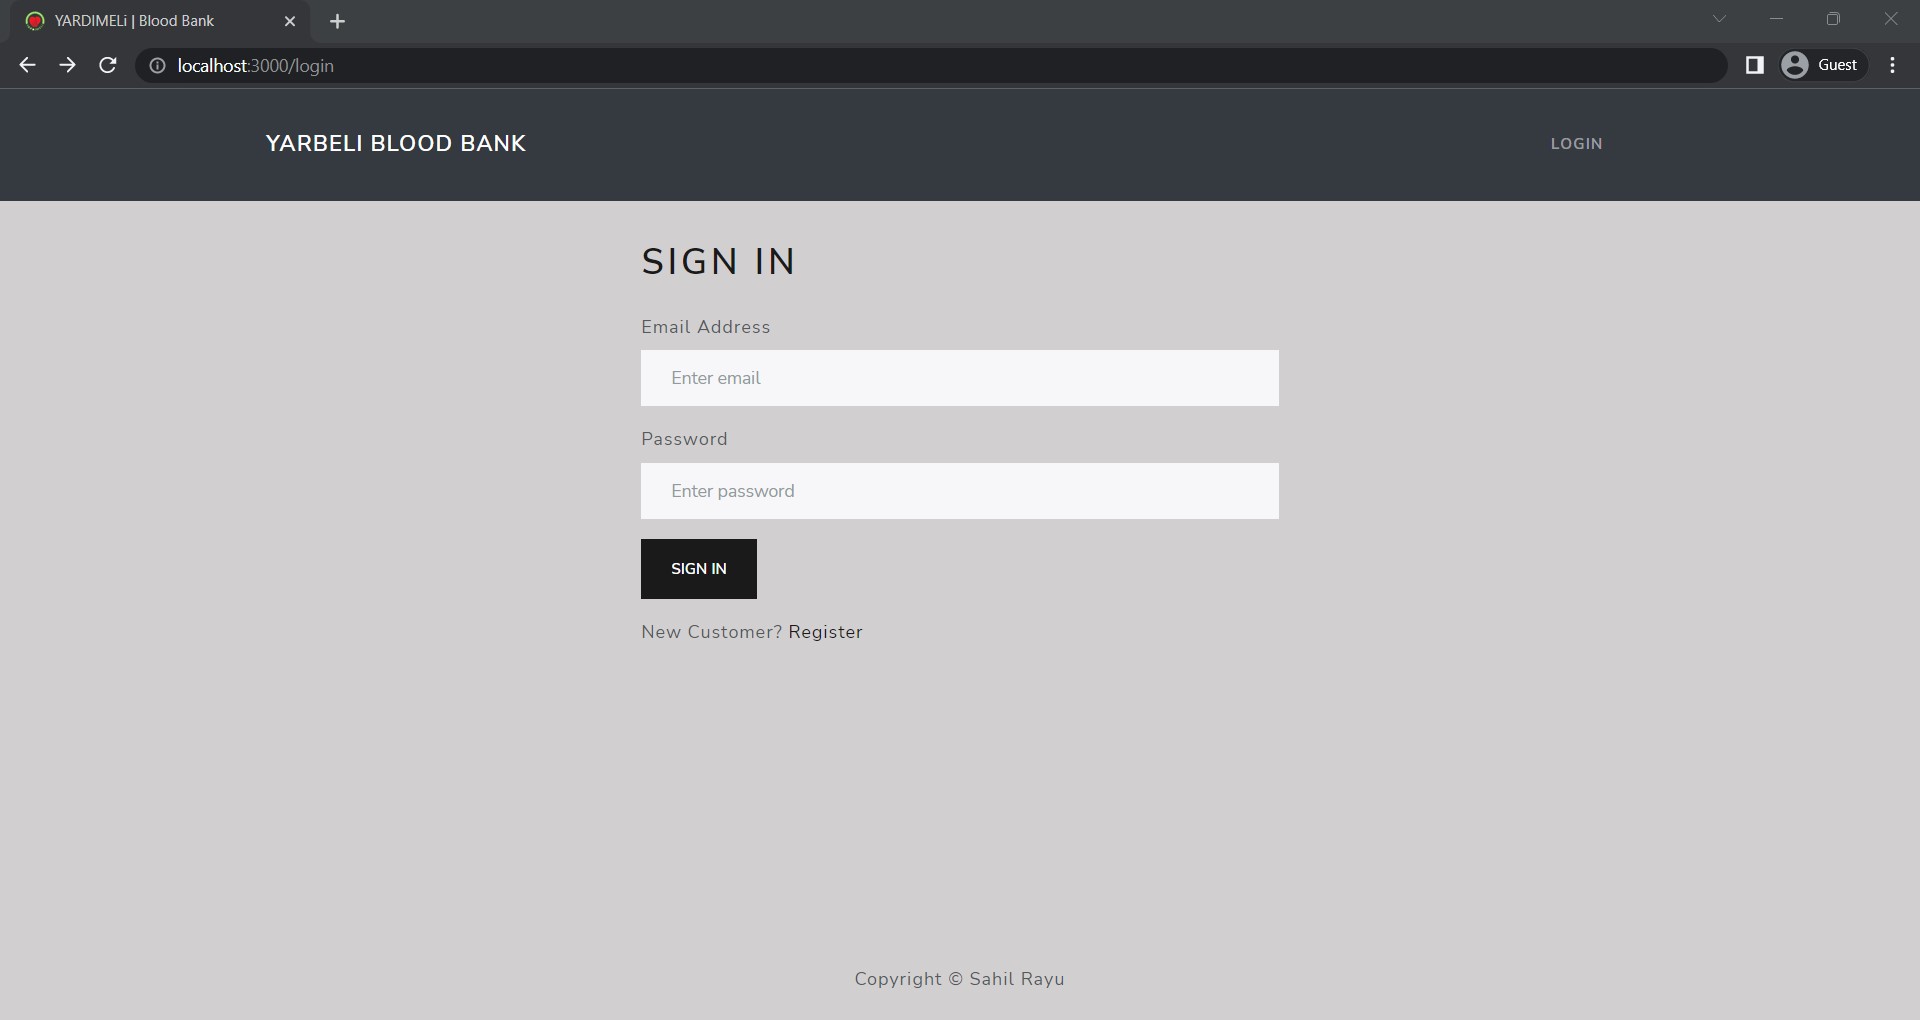 YARDIMELi | Blood Bank
localhost:3000/login
Guest
YARBELI BLOOD BANK
LOGIN
SIGN IN
Email Address
Enter email
Password
Enter password
SIGN IN
New Customer? Register
Copyright © Sahil Rayu